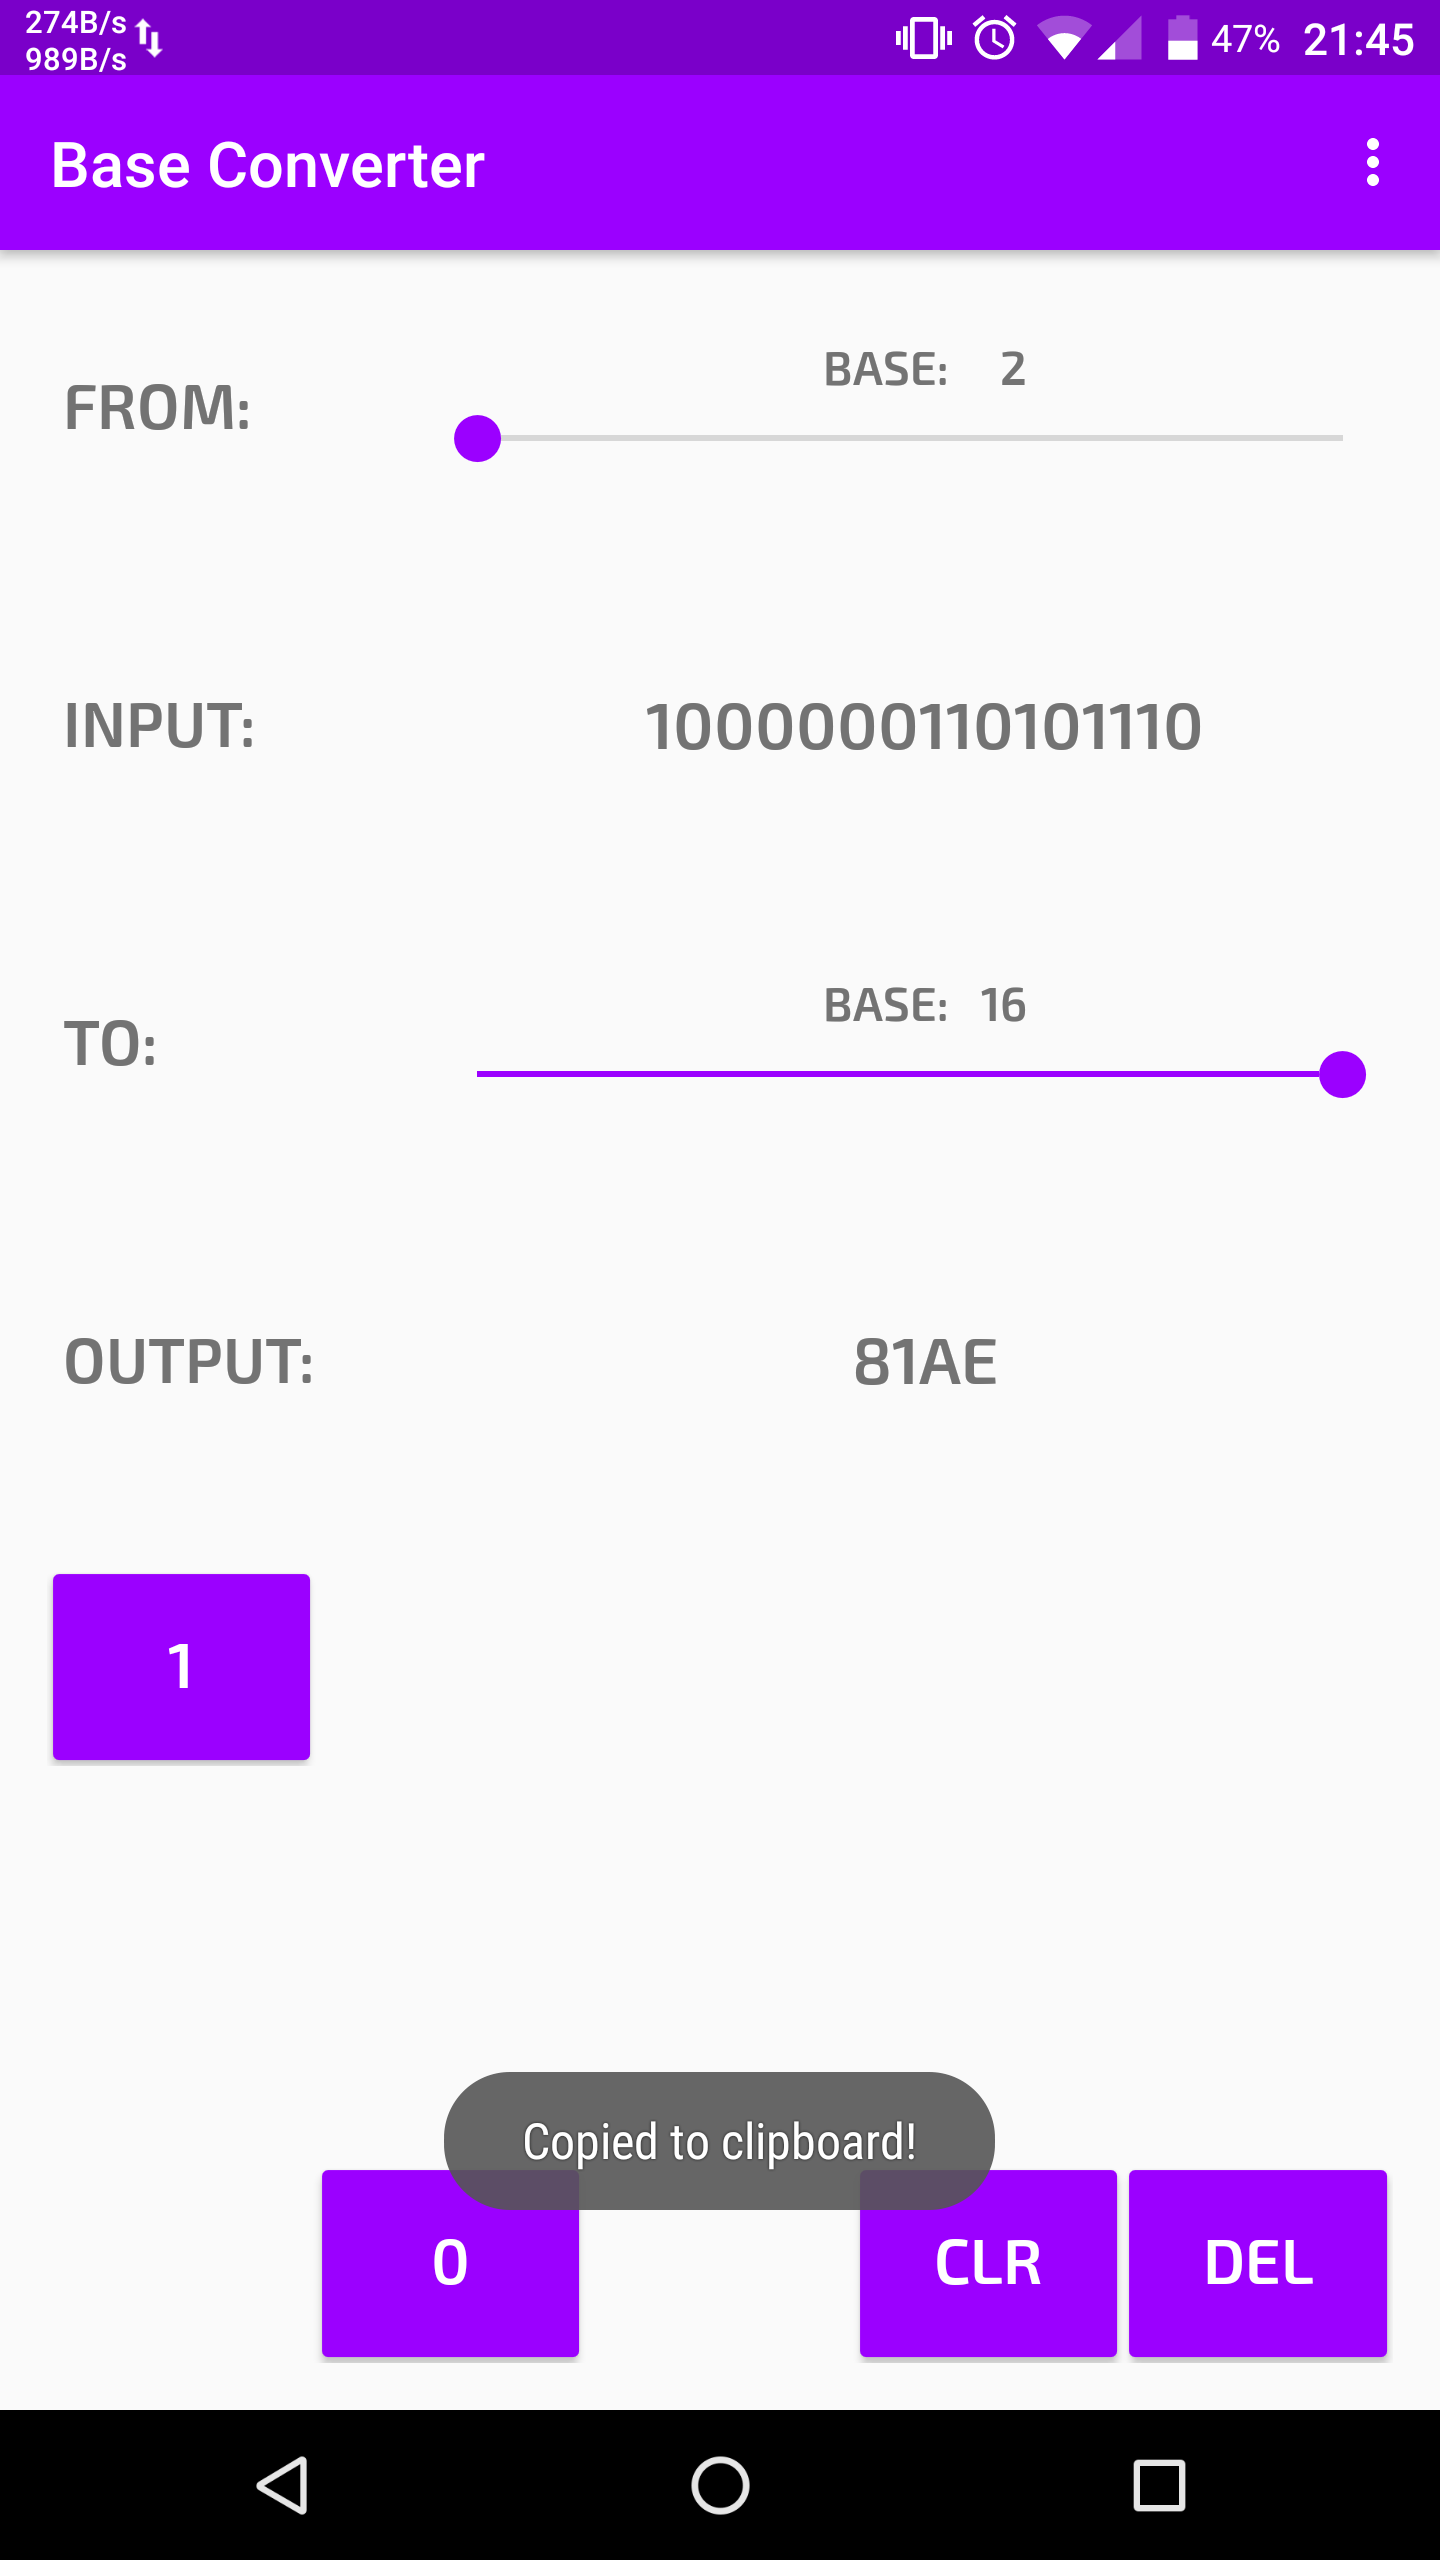 274B/s
989B/s
47% 21:45
Base Converter
BASE: 2
FROM:
INPUT: 1000000110101110
BASE: 16
TO:
OUTPUT: 81AE
1
Copied to clipboard!
0 CLR DEL